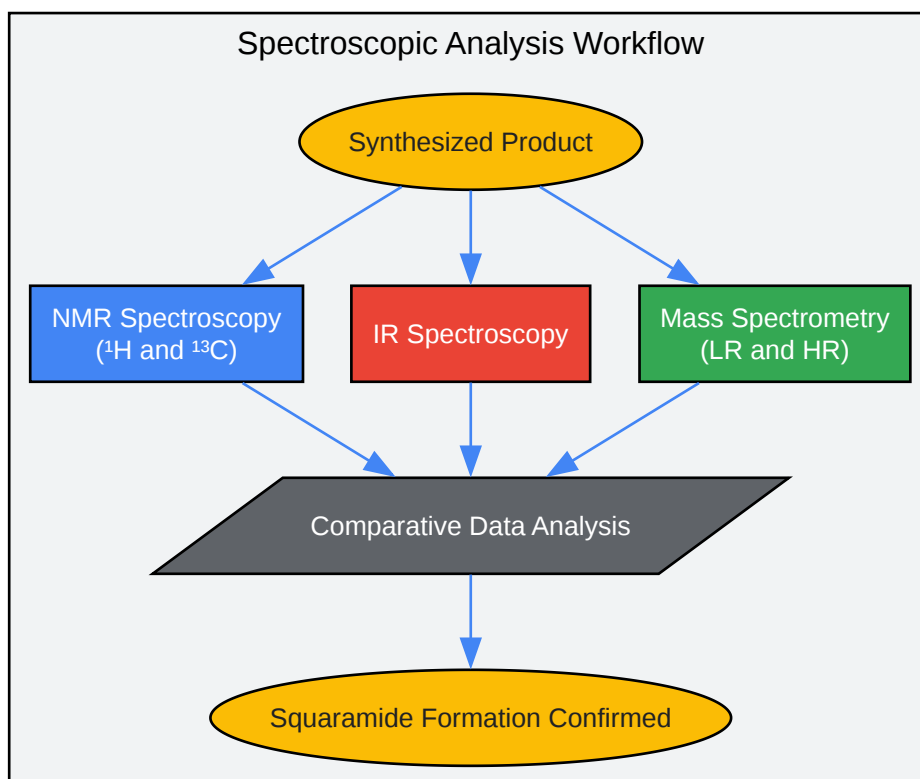 Spectroscopic Analysis Workflow
Synthesized Product
NMR Spectroscopy
(¹H and ¹³C)
IR Spectroscopy
Mass Spectrometry
(LR and HR)
Comparative Data Analysis
Squaramide Formation Confirmed